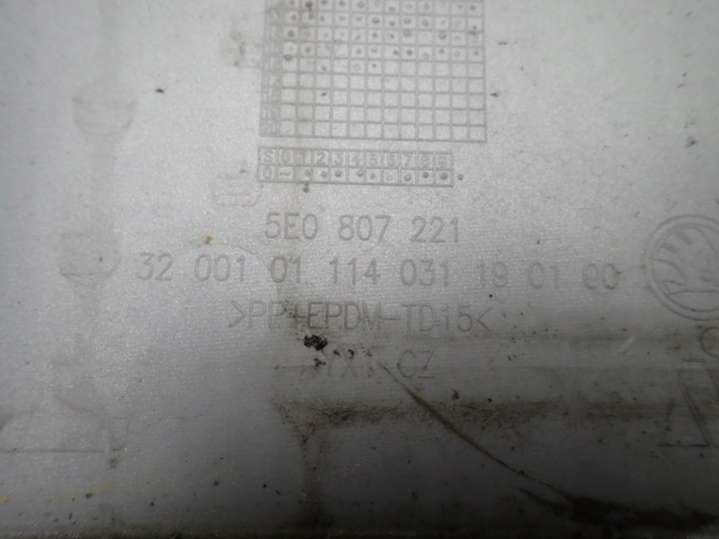 5E0 807 221
32 001 01 114 031 19 01 00
>PP+EPDM-TD15<
CZ